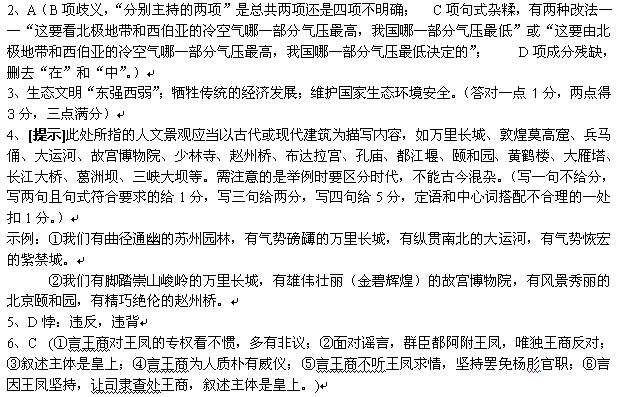 2、A（B项歧义，“分别主持的两项”是总共两项还是四项不明确；　C项句式杂糅，有两种改法—
—“这要看北极地带和西伯亚的冷空气哪一部分气压最高，我国哪一部分气压最低”或“这要由北
极地带和西伯亚的冷空气哪一部分气压最高，我国哪一部分气压最低决定的”；　　D项成分残缺，
删去“在”和“中”。）
3、生态文明“东强西弱”；牺牲传统的经济发展；维护国家生态环境安全。（答对一点1分，两点得
3分，三点满分）
4、[提示]此处所指的人文景观应当以古代或现代建筑为描写内容，如万里长城、敦煌莫高窟、兵马
俑、大运河、故宫博物院、少林寺、赵州桥、布达拉宫、孔庙、都江堰、颐和园、黄鹤楼、大雁塔、
长江大桥、葛洲坝、三峡大坝等。需注意的是举例时要区分时代，不能古今混杂。（写一句不给分，
写两句且句式符合要求的给1分，写三句给两分，写四句给5分，定语和中心词搭配不合理的一处
扣1分。）
示例：①我们有曲径通幽的苏州园林，有气势磅礴的万里长城，有纵贯南北的大运河，有气势恢宏
的紫禁城。
②我们有脚踏崇山峻岭的万里长城，有雄伟壮丽（金碧辉煌）的故宫博物院，有风景秀丽的
北京颐和园，有精巧绝伦的赵州桥。
5、D悖：违反，违背
6、C（①言王商对王凤的专权看不惯，多有非议；②面对谣言，群臣都阿附王凤，唯独王商反对；
③叙述主体是皇上；④言王商为人质朴有威仪；⑤言王商不听王凤求情，坚持罢免杨肜官职；⑥言
因王凤坚持，让司隶查处王商，叙述主体是皇上。)